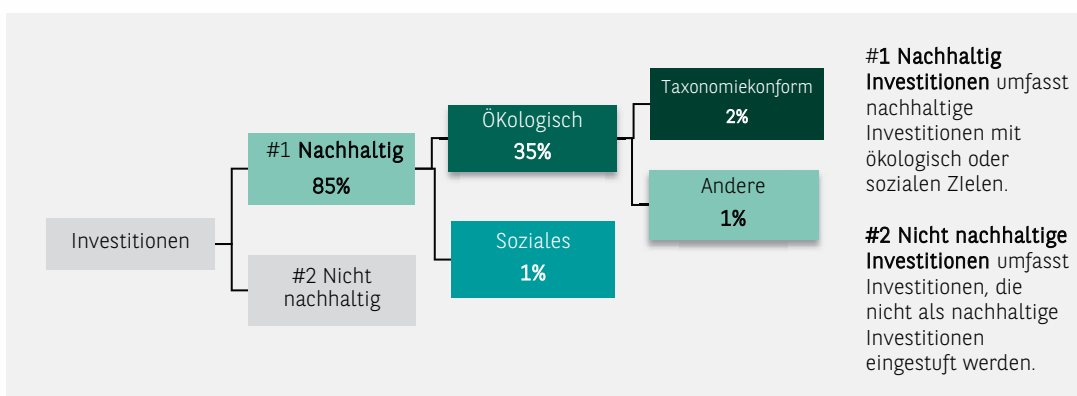 Investitionen
#1 Nachhaltig
85%
#2 Nicht
nachhaltig
Ökologisch
35%
Soziales
1%
Taxonomiekonform
2%
Andere
1%
#1 Nachhaltig
Investitionen umfasst
nachhaltige
Investitionen mit
ökologisch oder
sozialen ZIelen.
#2 Nicht nachhaltige
Investitionen umfasst
Investitionen, die
nicht als nachhaltige
Investitionen
eingestuft werden.